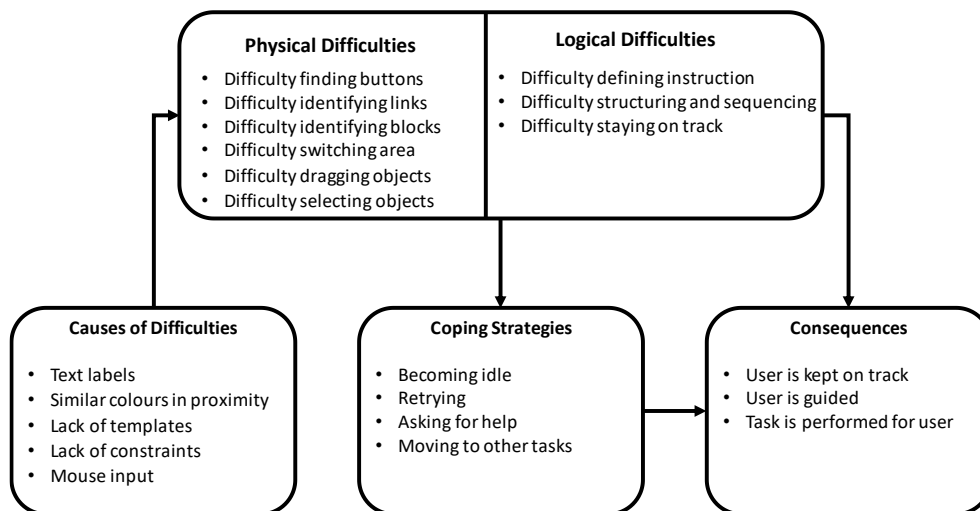 Physical Difficulties
• Difficulty finding buttons
• Difficulty identifying links
• Difficulty identifying blocks
• Difficulty switching area
• Difficulty dragging objects
• Difficulty selecting objects
Logical Difficulties
• Difficulty defining instruction
• Difficulty structuring and sequencing
• Difficulty staying on track
Causes of Difficulties
• Text labels
• Similar colours in proximity
• Lack of templates
• Lack of constraints
• Mouse input
Coping Strategies
• Becoming idle
• Retrying
• Asking for help
• Moving to other tasks
Consequences
• User is kept on track
• User is guided
• Task is performed for user